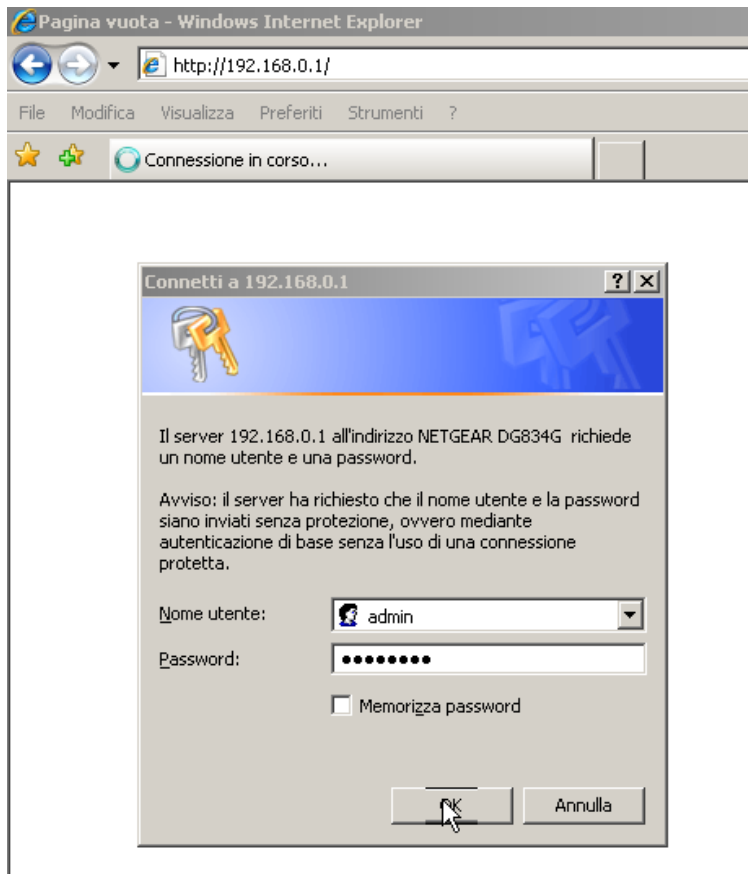 Pagina vuota - Windows Internet Explorer
http://192.168.0.1/
File Modifica Visualizza Preferiti Strumenti ?
Connessione in corso...
Connetti a 192.168.0.1
Il server 192.168.0.1 all'indirizzo NETGEAR DG834G richiede
un nome utente e una password.
Avviso: il server ha richiesto che il nome utente e la password
siano inviati senza protezione, ovvero mediante
autenticazione di base senza l'uso di una connessione
protetta.
Nome utente: admin
Password: ●●●●●●●●
Memorizza password
OK Annulla